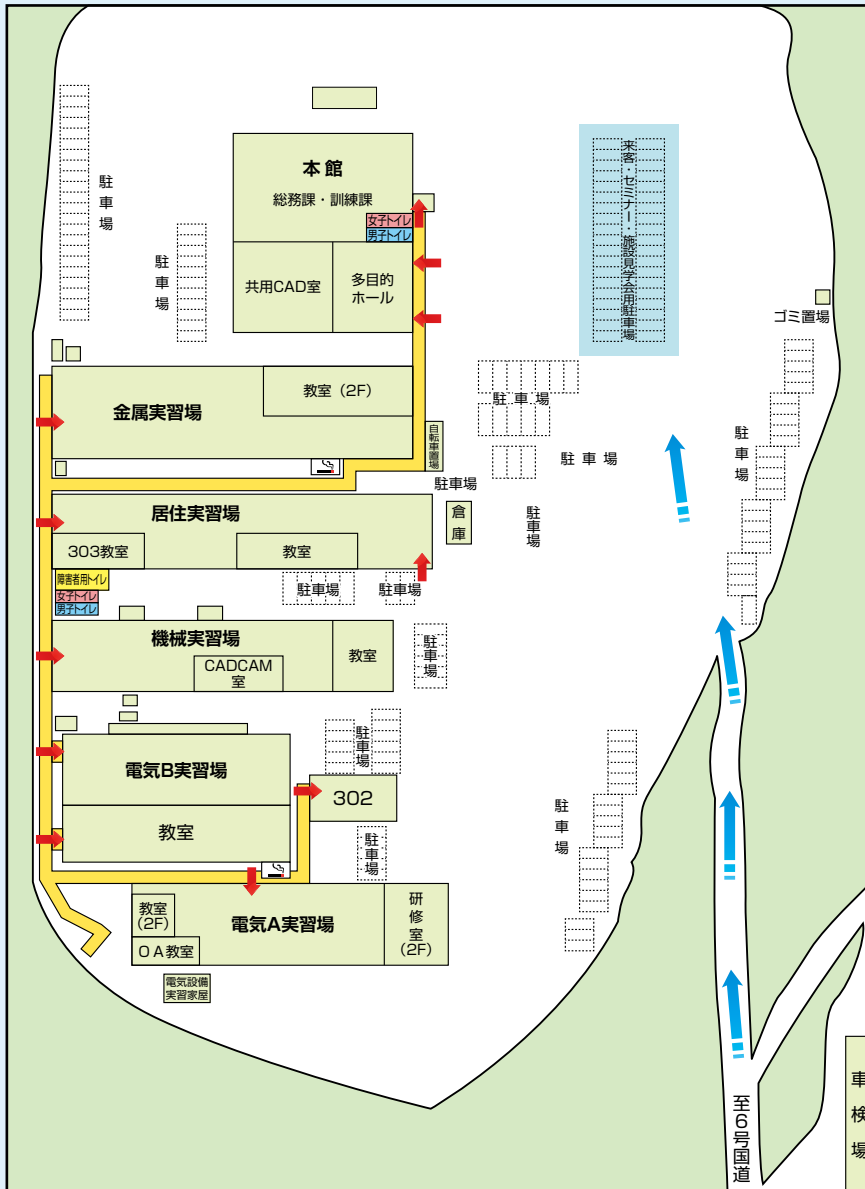 本館
総務課・訓練課
女子トイレ
男子トイレ
共用CAD室
多目的
ホール
駐車場
駐車場
来客・セミナー・施設見学会用駐車場
ゴミ置場
金属実習場
教室（2F）
自転車置場
駐車場
駐車場
駐車場
駐車場
駐車場
居住実習場
303教室
教室
倉庫
障害者用トイレ
女子トイレ
男子トイレ
駐車場
駐車場
機械実習場
CADCAM
室
教室
駐車場
電気B実習場
教室
駐車場
302
駐車場
駐車場
教室
(2F)
OA教室
電気A実習場
研修室
(2F)
電気設備
実習家屋
至6号国道
車検場